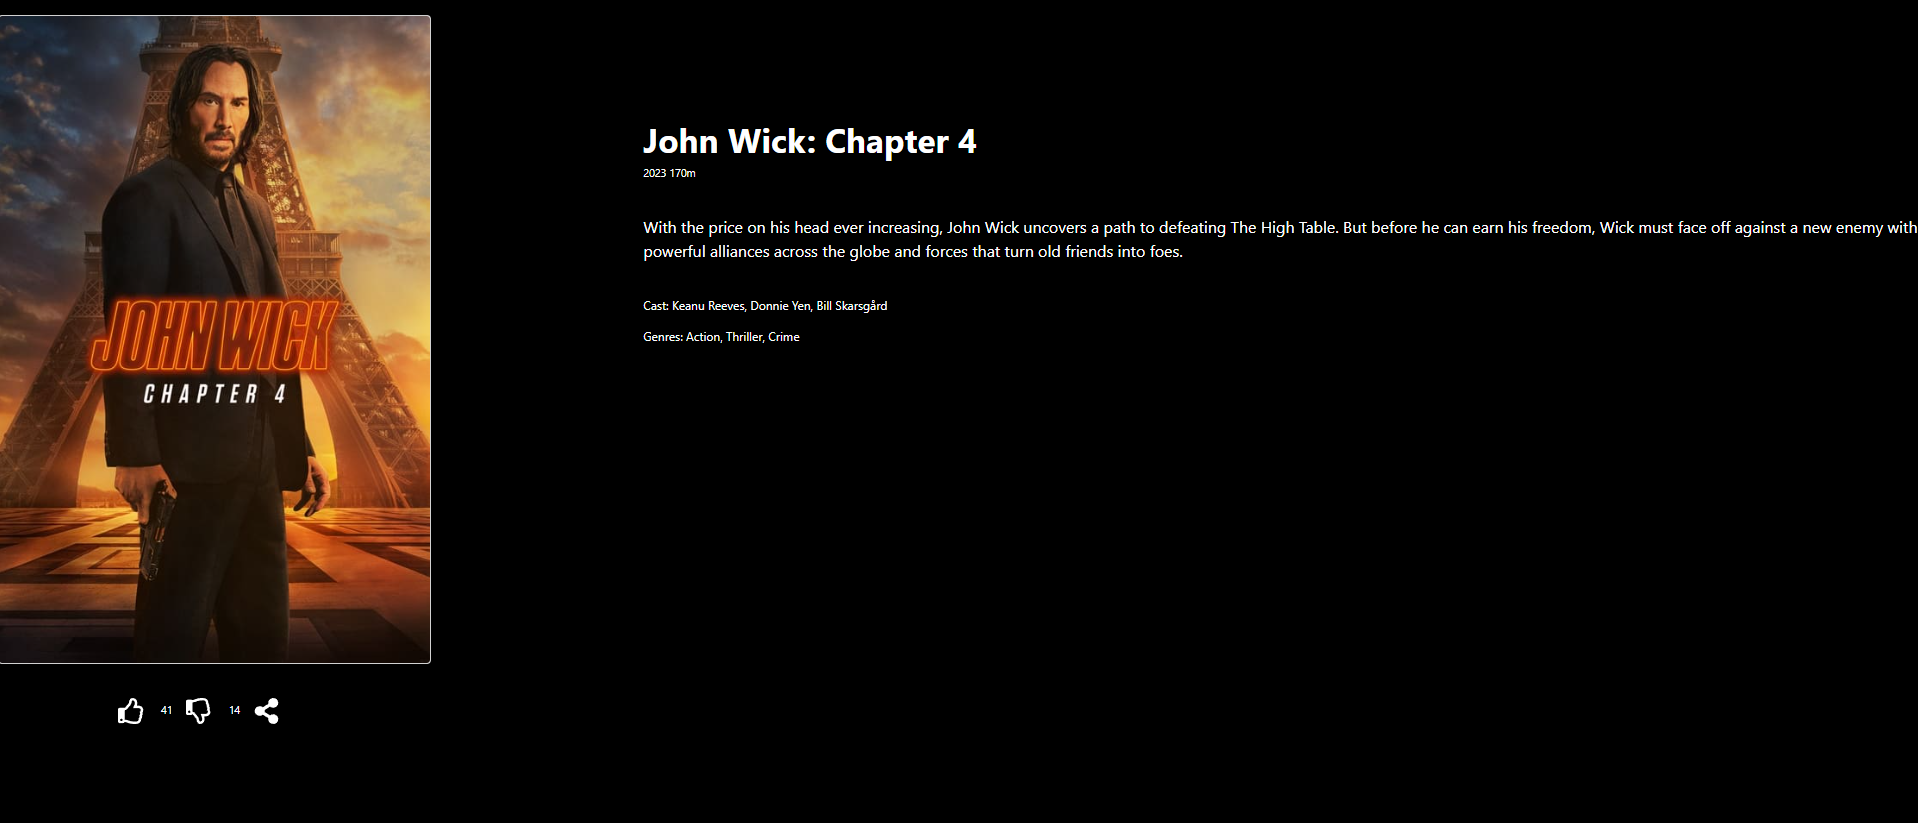 JOHN WICK
CHAPTER 4
41
14
John Wick: Chapter 4
2023 170m
With the price on his head ever increasing, John Wick uncovers a path to defeating The High Table. But before he can earn his freedom, Wick must face off against a new enemy with
powerful alliances across the globe and forces that turn old friends into foes.
Cast: Keanu Reeves, Donnie Yen, Bill Skarsgård
Genres: Action, Thriller, Crime